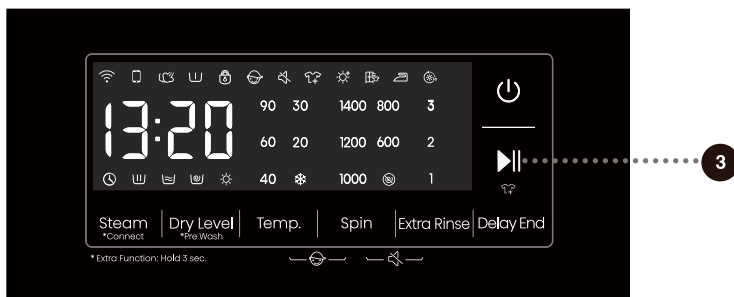 90 30 1400 800 3
13:20
60 20 1200 600 2
3
40 1000 1
Steam Dry Level Temp. Spin Extra Rinse Delay End
*Connect *Pre Wash
* Extra Function: Hold 3 sec.